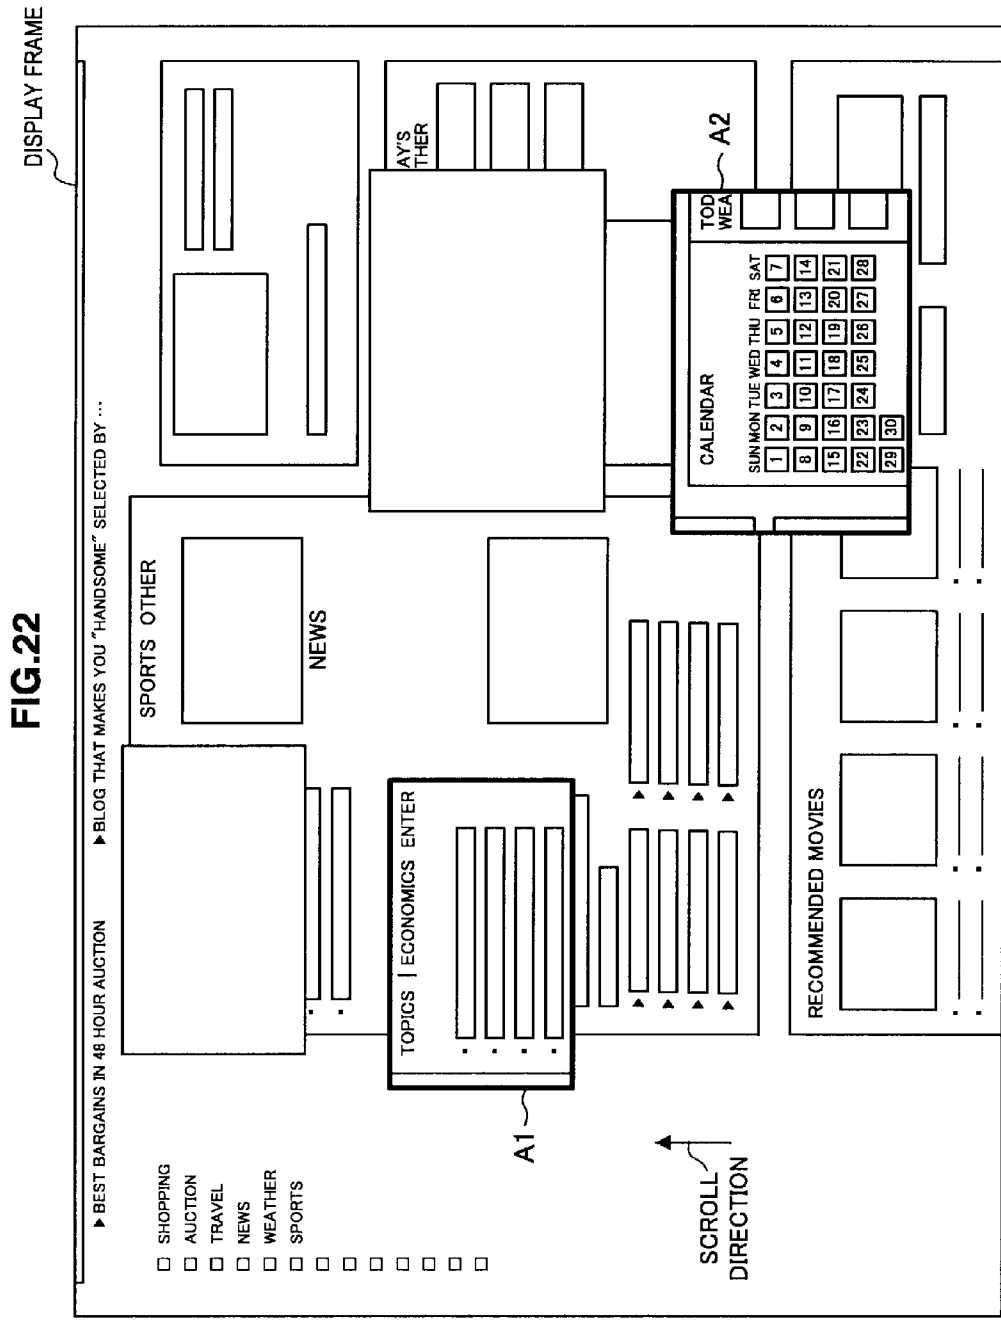 FIG.22
DISPLAY FRAME
▶BEST BARGAINS IN 48 HOUR AUCTION ▶BLOG THAT MAKES YOU "HANDSOME" SELECTED BY ...
SHOPPING
AUCTION
TRAVEL
NEWS
WEATHER
SPORTS
SPORTS OTHER
NEWS
AY'S
THER
TOPICS | ECONOMICS ENTER
A1
A2
TOD
WEA
CALENDAR
SUN MON TUE WED THU FRI SAT
1 2 3 4 5 6 7
8 9 10 11 12 13 14
15 16 17 18 19 20 21
22 23 24 25 26 27 28
29 30
SCROLL
DIRECTION
RECOMMENDED MOVIES